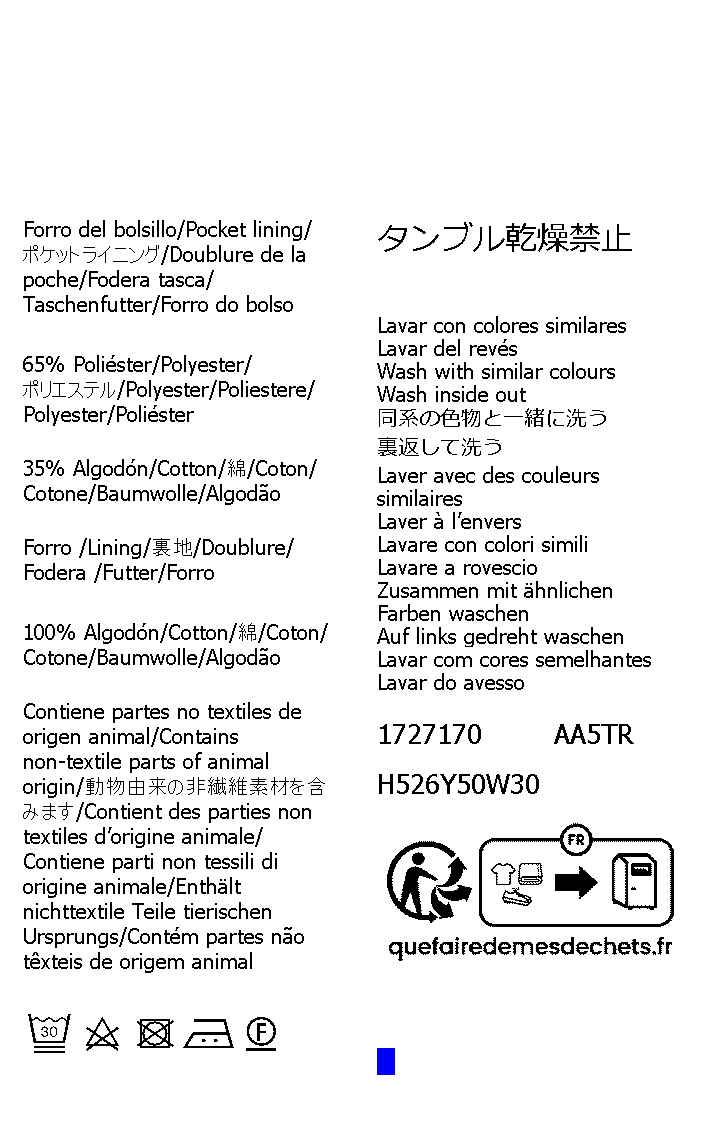 Forro del bolsillo/Pocket lining/
ポケットライニング/Doublure de la
poche/Fodera tasca/
Taschenfutter/Forro do bolso
65% Poliéster/Polyester/
ポリエステル/Polyester/Poliestere/
Polyester/Poliéster
35% Algodón/Cotton/綿/Coton/
Cotone/Baumwolle/Algodão
Forro /Lining/裏地/Doublure/
Fodera /Futter/Forro
100% Algodón/Cotton/綿/Coton/
Cotone/Baumwolle/Algodão
Contiene partes no textiles de
origen animal/Contains
non-textile parts of animal
origin/動物由来の非繊維素材を含
みます/Contient des parties non
textiles d'origine animale/
Contiene parti non tessili di
origine animale/Enthält
nichttextile Teile tierischen
Ursprungs/Contém partes não
têxteis de origem animal
30
F
タンブル乾燥禁止
Lavar con colores similares
Lavar del revés
Wash with similar colours
Wash inside out
同系の色物と一緒に洗う
裏返して洗う
Laver avec des couleurs
similaires
Laver à l'envers
Lavare con colori simili
Lavare a rovescio
Zusammen mit ähnlichen
Farben waschen
Auf links gedreht waschen
Lavar com cores semelhantes
Lavar do avesso
1727170 AA5TR
H526Y50W30
FR
quefairedemesdechets.fr